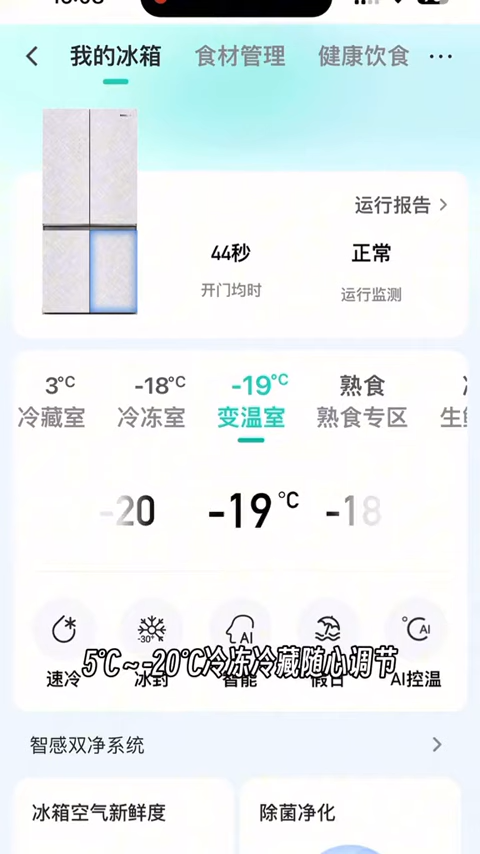 我的冰箱 食材管理 健康饮食
运行报告
44秒 正常
开门均时 运行监测
3°C -18°C -19°C 熟食
冷藏室 冷冻室 变温室 熟食专区
-20 -19°C -18
-30° AI AI
5°C~-20°C冷冻冷藏随心调节
速冷 冰封 智能 假日 AI控温
智感双净系统
冰箱空气新鲜度 除菌净化